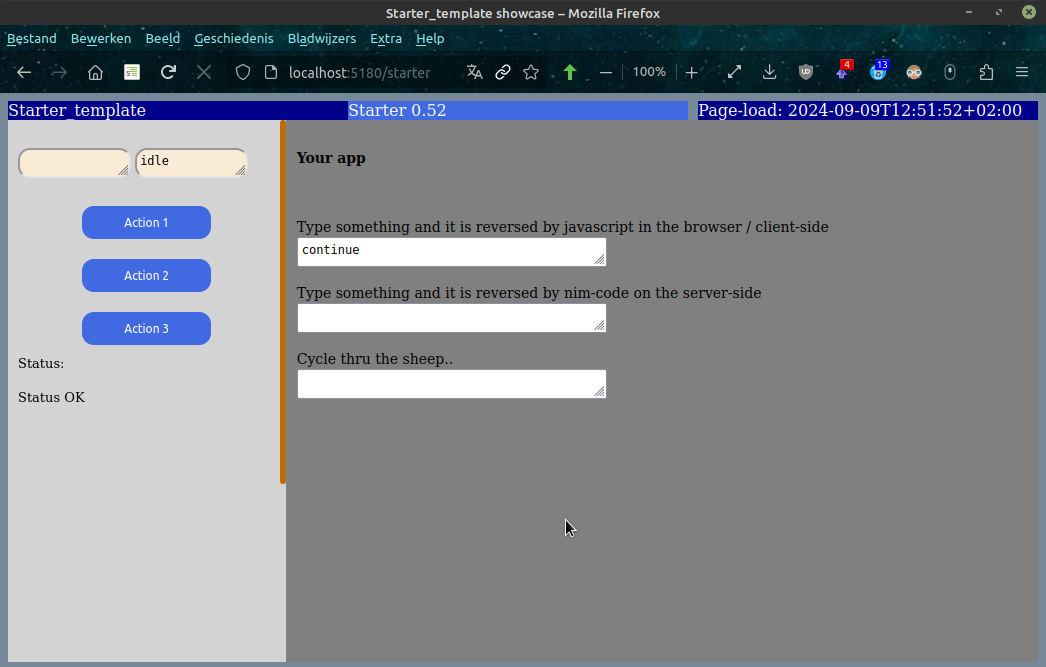 Starter_template showcase – Mozilla Firefox
Bestand Bewerken Beeld Geschiedenis Bladwijzers Extra Help
localhost:5180/starter 100% 4 13
Starter_template Starter 0.52 Page-load: 2024-09-09T12:51:52+02:00
idle
Action 1
Action 2
Action 3
Status:
Status OK
Your app
Type something and it is reversed by javascript in the browser / client-side
continue
Type something and it is reversed by nim-code on the server-side
Cycle thru the sheep..